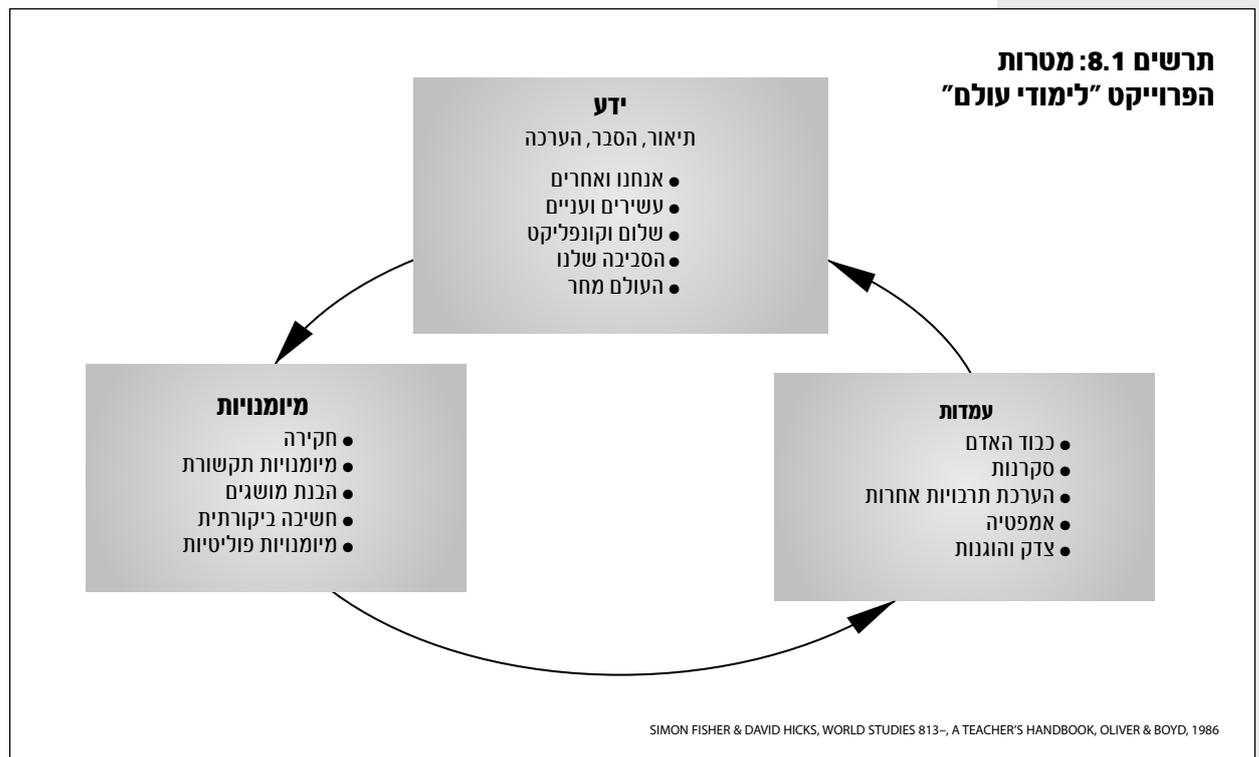 תרשים 8.1: מטרות
הפרוייקט "לימודי עולם"
ידע
תיאור, הסבר, הערכה
● אנחנו ואחרים
● עשירים ועניים
● שלום וקונפליקט
● הסביבה שלנו
● העולם מחר
עמדות
● כבוד האדם
● סקרנות
● הערכת תרבויות אחרות
● אמפטיה
● צדק והוגנות
מיומנויות
● חקירה
● מיומנויות תקשורת
● הבנת מושגים
● חשיבה ביקורתית
● מיומנויות פוליטיות
SIMON FISHER & DAVID HICKS, WORLD STUDIES 813–, A TEACHER'S HANDBOOK, OLIVER & BOYD, 1986